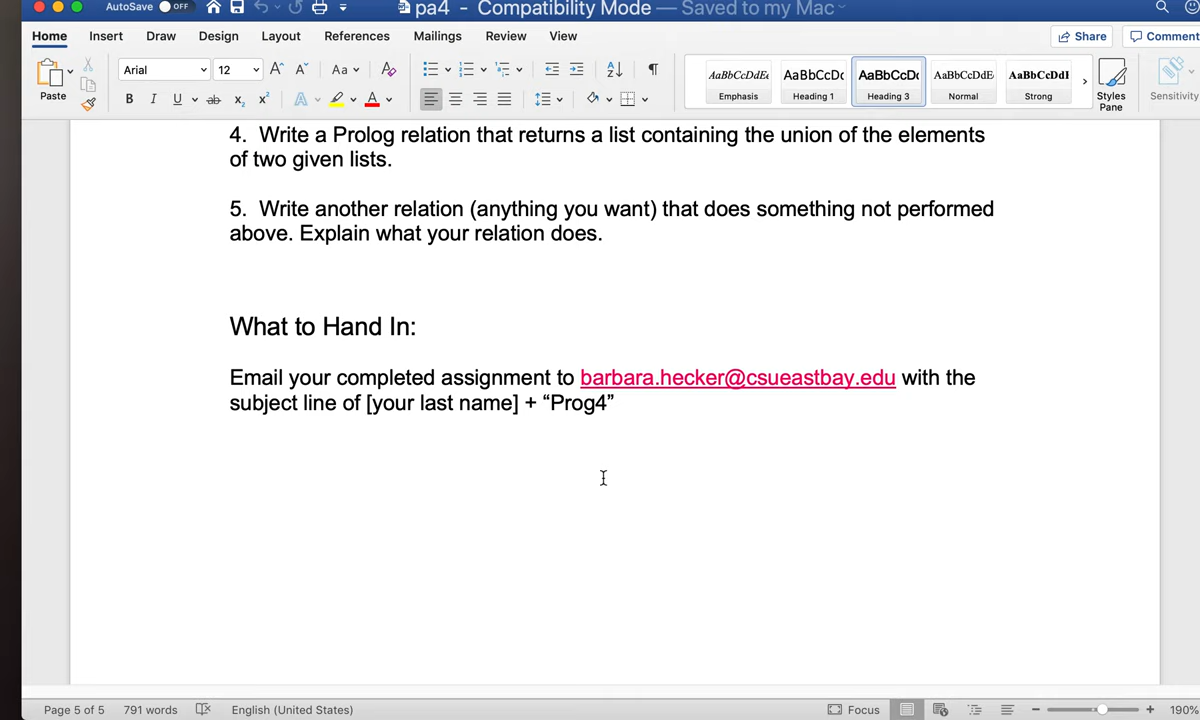 AutoSave OFF pa4 - Compatibility Mode — Saved to my Mac
Home Insert Draw Design Layout References Mailings Review View Share Comment
Paste Arial 12 Aa AaBbCcDdEe AaBbCcDc AaBbCcDc AaBbCcDdE AaBbCcDdI
B I U ab x₂ x² A A Emphasis Heading 1 Heading 3 Normal Strong Styles Pane Sensitivity
4. Write a Prolog relation that returns a list containing the union of the elements
of two given lists.
5. Write another relation (anything you want) that does something not performed
above. Explain what your relation does.
What to Hand In:
Email your completed assignment to barbara.hecker@csueastbay.edu with the
subject line of [your last name] + “Prog4”
Page 5 of 5 791 words English (United States) Focus 190%